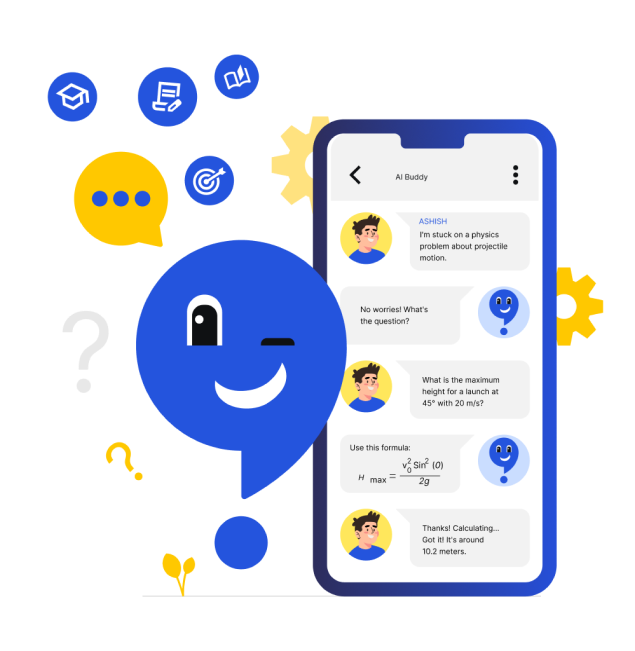 AI Buddy
ASHISH
I'm stuck on a physics
problem about projectile
motion.
No worries! What's
the question?
What is the maximum
height for a launch at
45° with 20 m/s?
Use this formula:
H max = v₀² Sin² (0) / 2g
Thanks! Calculating...
Got it! It's around
10.2 meters.
?
?